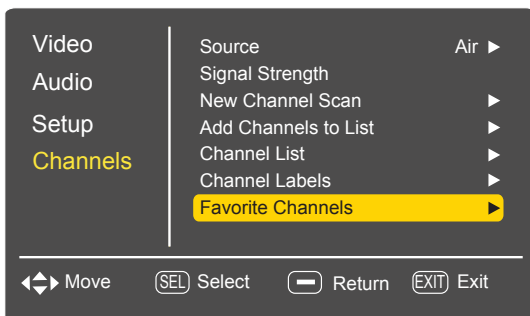 Video
Audio
Setup
Channels
Source Air ▶
Signal Strength
New Channel Scan ▶
Add Channels to List ▶
Channel List ▶
Channel Labels ▶
Favorite Channels ▶
Move SEL Select Return EXIT Exit